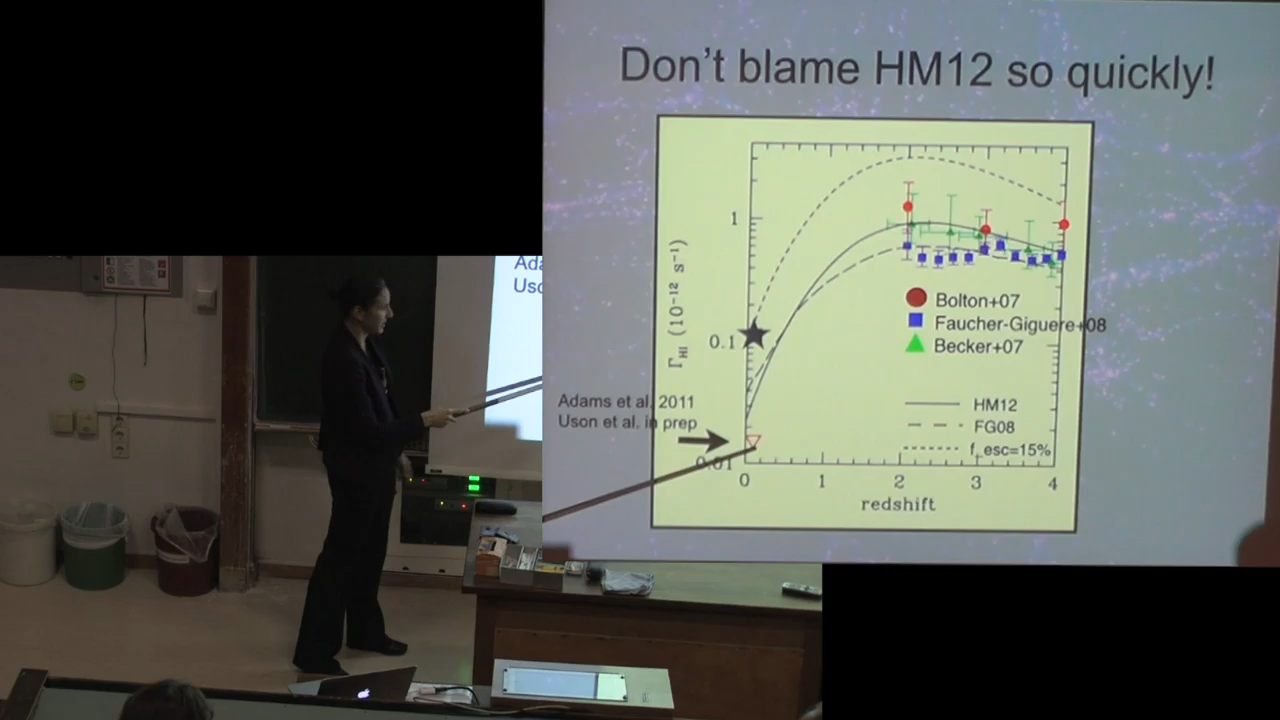 Don't blame HM12 so quickly!
Ada
Usc
1
0.1
0.01
Γ_HI (10⁻¹² s⁻¹)
Bolton+07
Faucher-Giguere+08
Becker+07
Adams et al. 2011
Uson et al. in prep
HM12
FG08
f_esc=15%
0 1 2 3 4
redshift